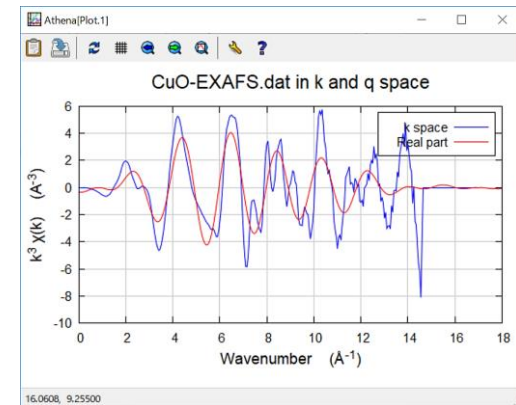 Athena[Plot.1]
CuO-EXAFS.dat in k and q space
k space
Real part
k³ χ(k) (Å⁻³)
6
4
2
0
-2
-4
-6
-8
-10
0 2 4 6 8 10 12 14 16 18
Wavenumber (Å⁻¹)
16.0608, 9.25500